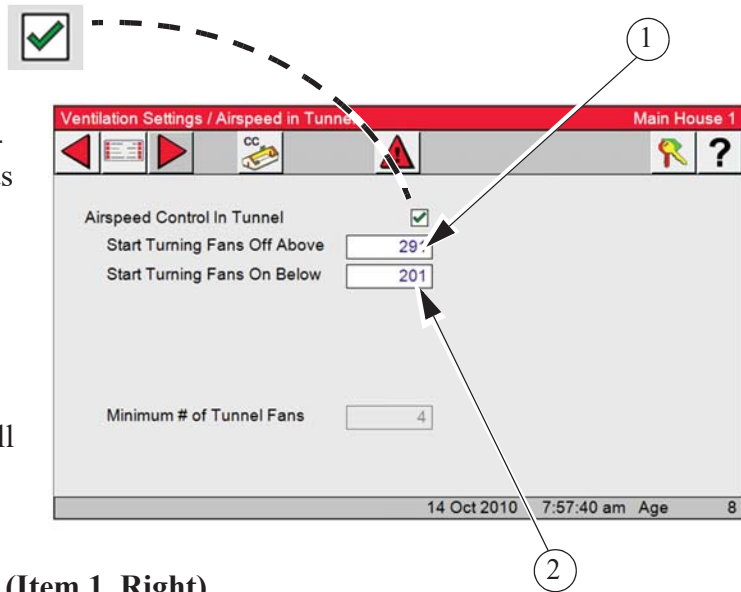 1
Ventilation Settings / Airspeed in Tunnel Main House 1
CC
?
Airspeed Control In Tunnel
Start Turning Fans Off Above 291
Start Turning Fans On Below 201
Minimum # of Tunnel Fans 4
14 Oct 2010 7:57:40 am Age 8
2
(Item 1, Right)